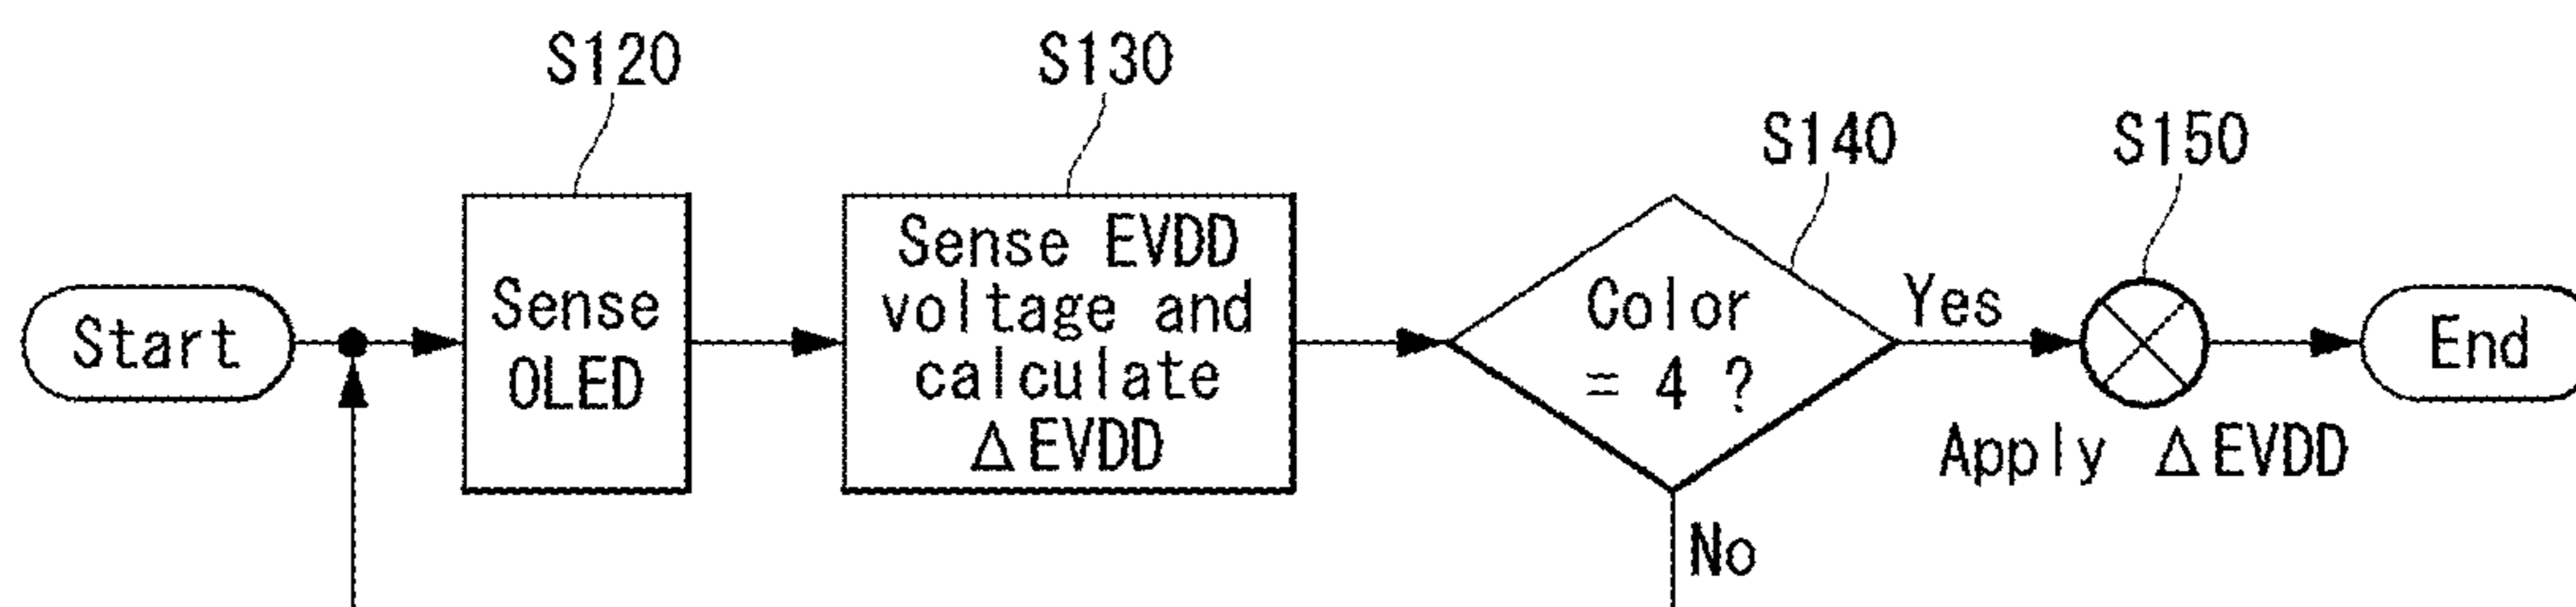 S120
S130
S140
S150
Start
Sense
OLED
Sense EVDD
voltage and
calculate
ΔEVDD
Color
= 4 ?
Yes
No
Apply ΔEVDD
End